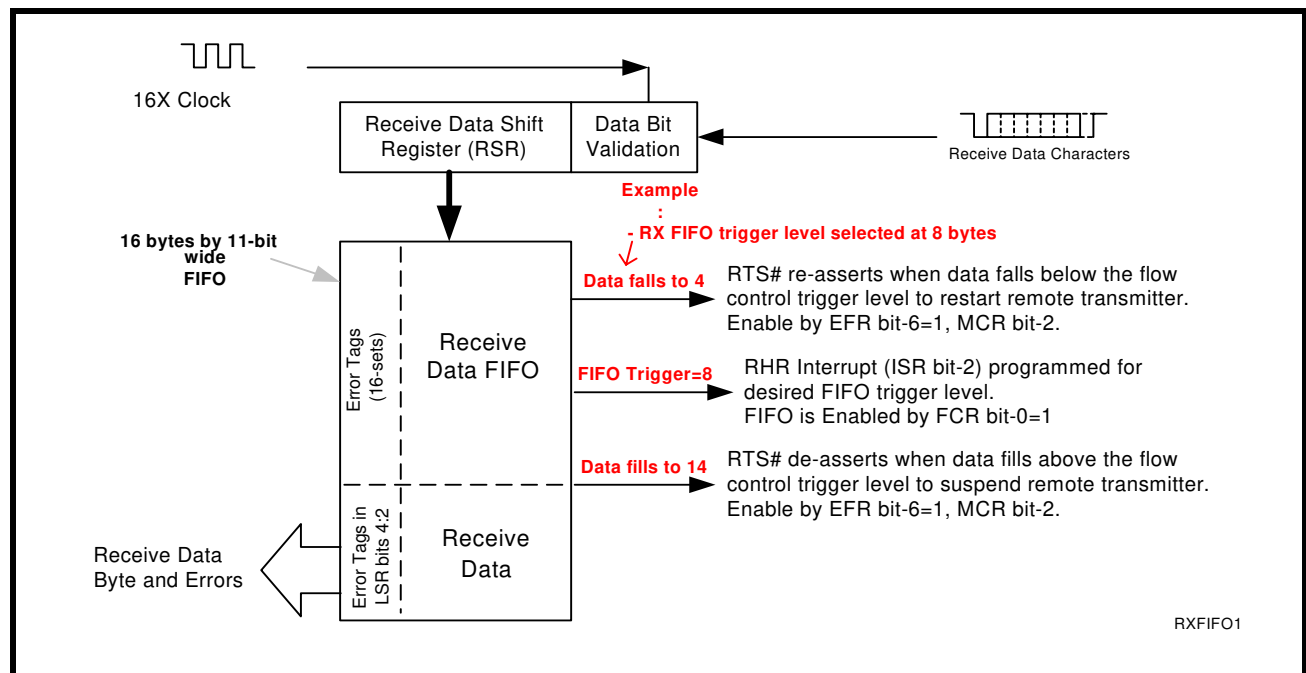 16X Clock
Receive Data Shift
Register (RSR)
Data Bit
Validation
Receive Data Characters
Example
:
- RX FIFO trigger level selected at 8 bytes
16 bytes by 11-bit
wide
FIFO
Data falls to 4
RTS# re-asserts when data falls below the flow
control trigger level to restart remote transmitter.
Enable by EFR bit-6=1, MCR bit-2.
Error Tags
(16-sets)
Receive
Data FIFO
FIFO Trigger=8
RHR Interrupt (ISR bit-2) programmed for
desired FIFO trigger level.
FIFO is Enabled by FCR bit-0=1
Data fills to 14
RTS# de-asserts when data fills above the flow
control trigger level to suspend remote transmitter.
Enable by EFR bit-6=1, MCR bit-2.
Receive Data
Byte and Errors
Error Tags in
LSR bits 4:2
Receive
Data
RXFIFO1